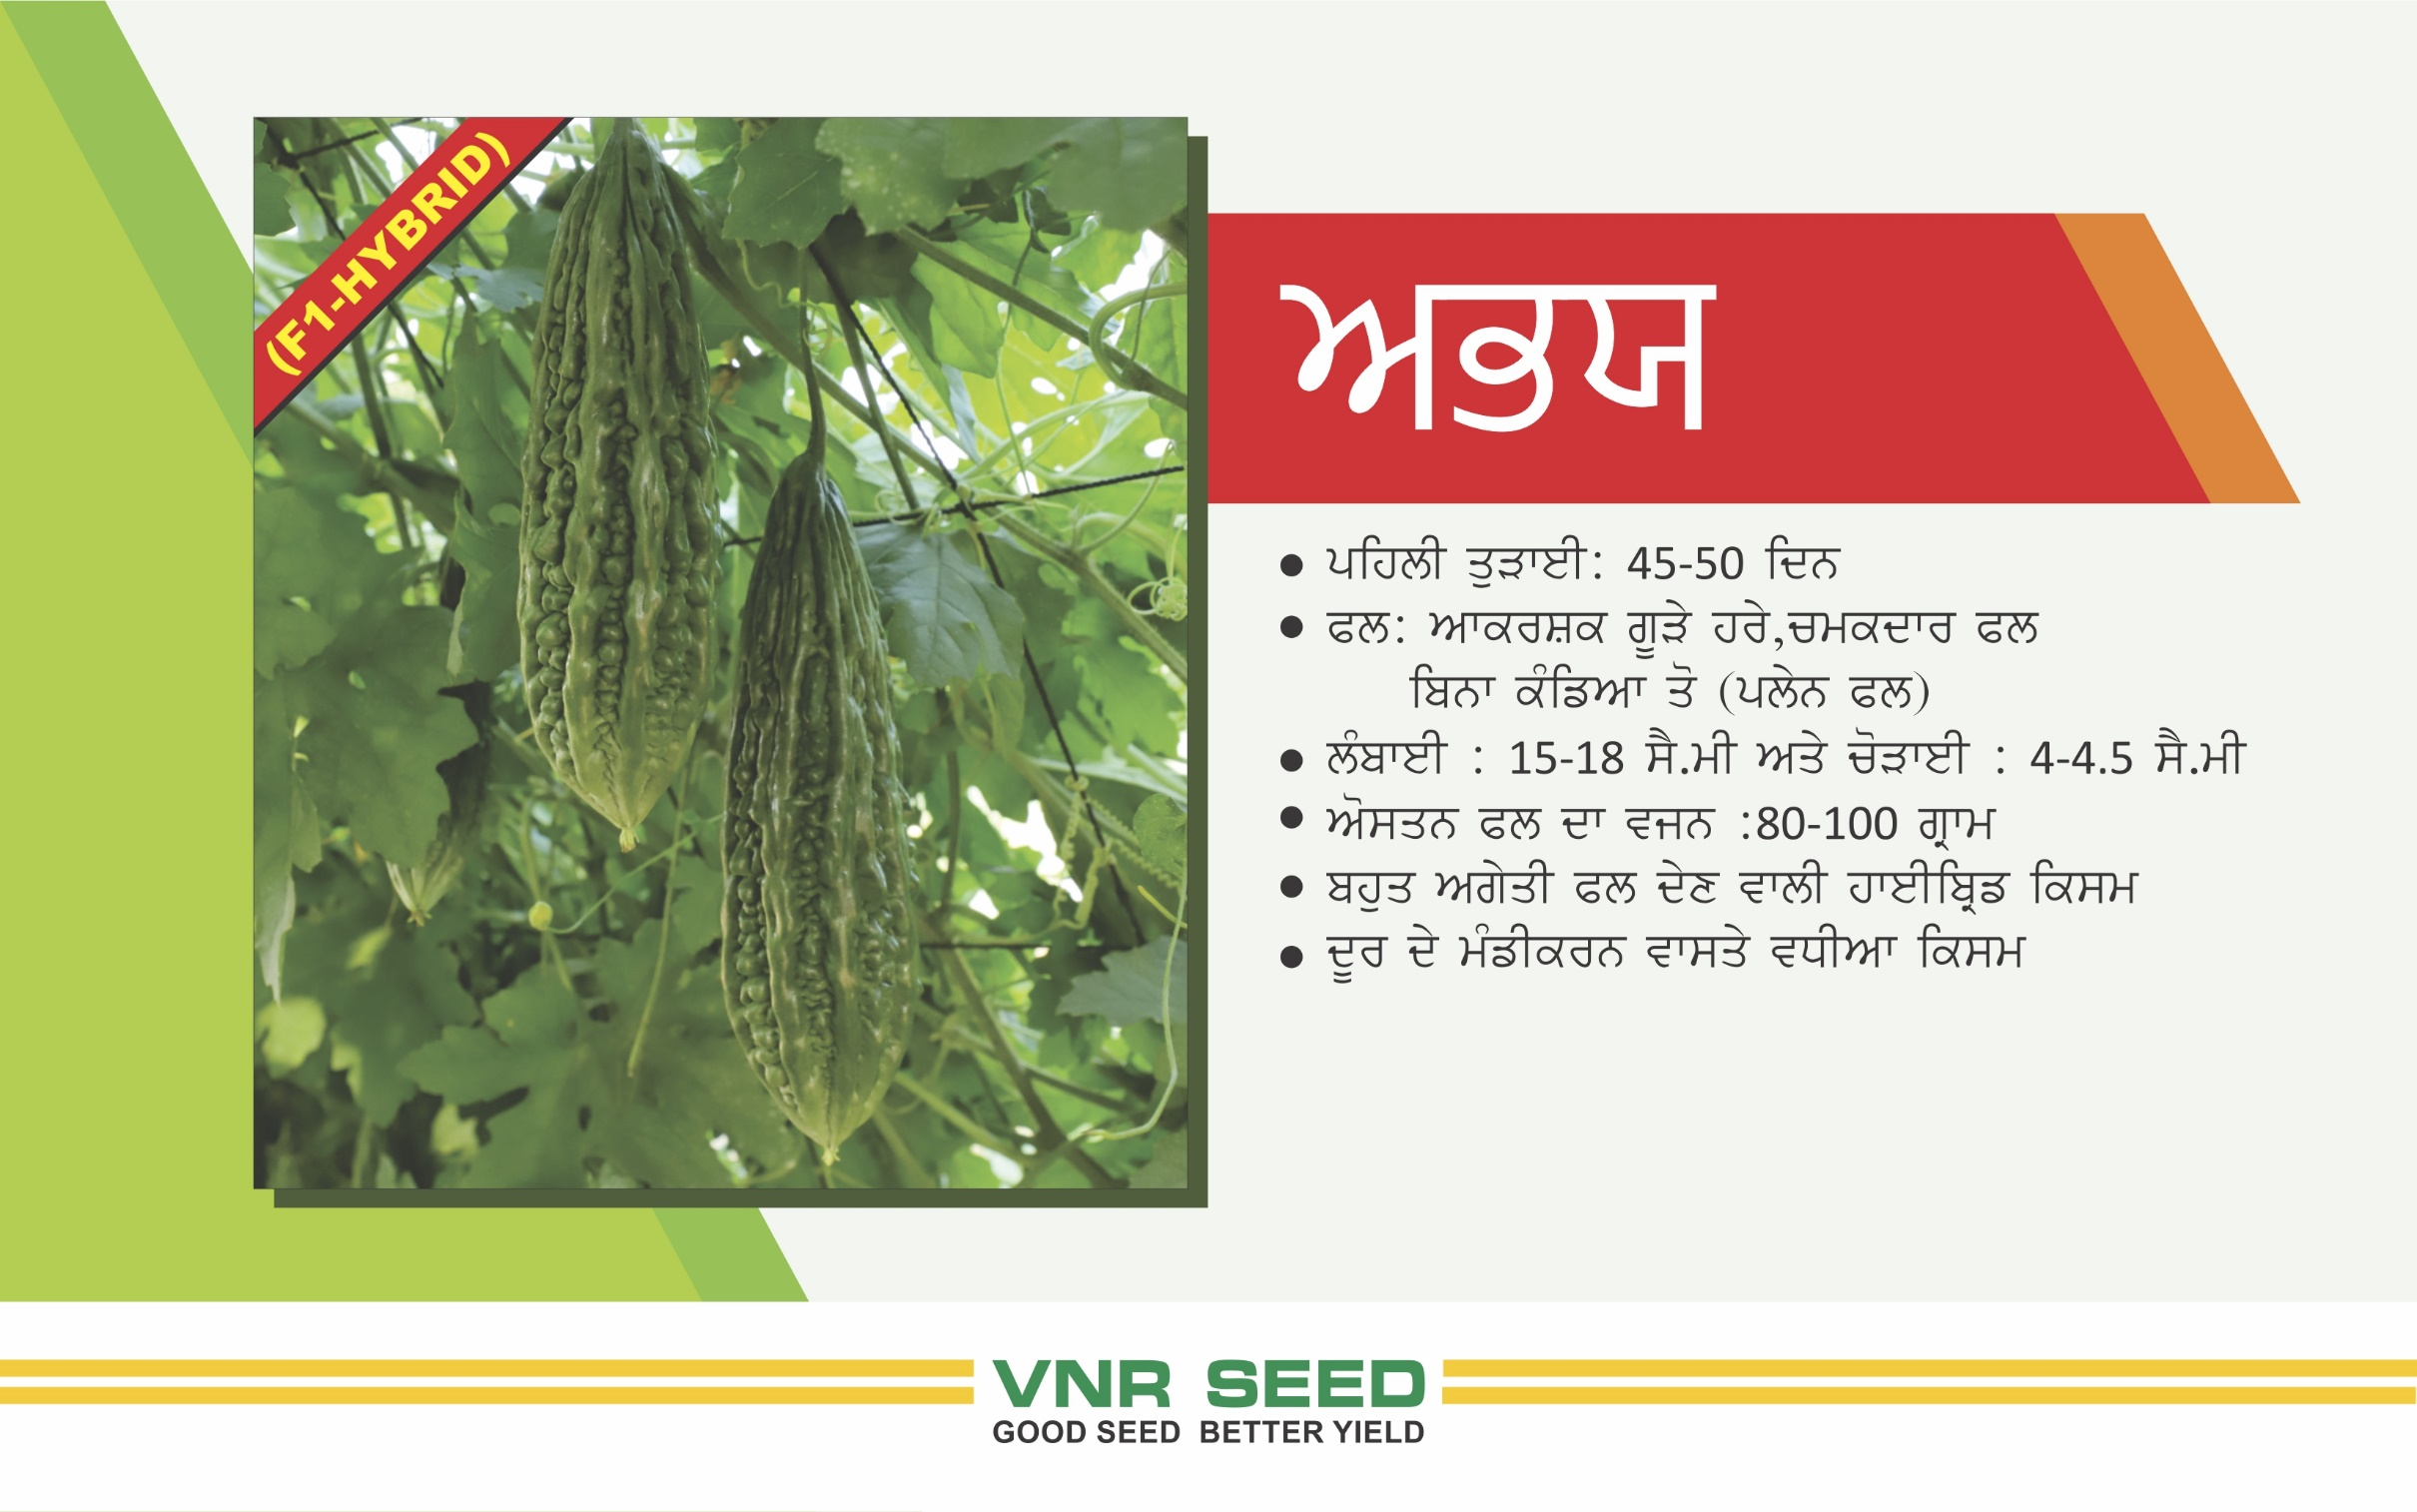 (F1-HYBRID)
ਅਭਯ
● ਪਹਿਲੀ ਤੁੜਾਈ: 45-50 ਦਿਨ
● ਫਲ: ਆਕਰਸ਼ਕ ਗੂੜੇ ਹਰੇ,ਚਮਕਦਾਰ ਫਲ
ਬਿਨਾ ਕੰਡਿਆ ਤੋ (ਪਲੇਨ ਫਲ)
● ਲੰਬਾਈ : 15-18 ਸੈ.ਮੀ ਅਤੇ ਚੋੜਾਈ : 4-4.5 ਸੈ.ਮੀ
● ਔਸਤਨ ਫਲ ਦਾ ਵਜਨ :80-100 ਗ੍ਰਾਮ
● ਬਹੁਤ ਅਗੇਤੀ ਫਲ ਦੇਣ ਵਾਲੀ ਹਾਈਬ੍ਰਿਡ ਕਿਸਮ
● ਦੂਰ ਦੇ ਮੰਡੀਕਰਨ ਵਾਸਤੇ ਵਧੀਆ ਕਿਸਮ
VNR SEED
GOOD SEED BETTER YIELD